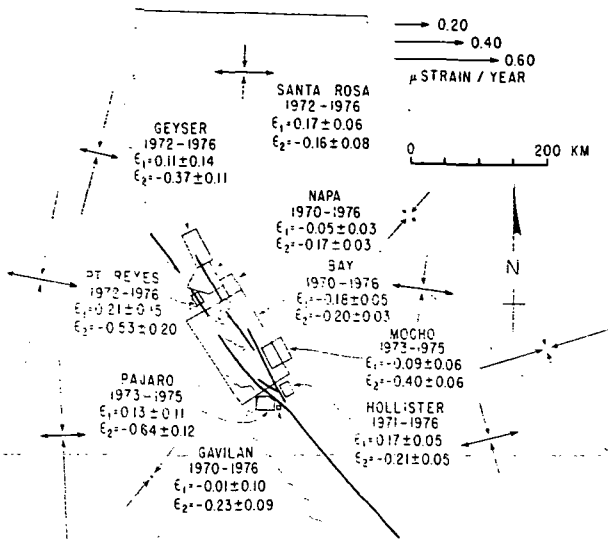 0.20
0.40
0.60
μSTRAIN / YEAR
0 200 KM
N
SANTA ROSA
1972-1976
ϵ₁=0.17±0.06
ϵ₂=-0.16±0.08
GEYSER
1972-1976
ϵ₁=0.11±0.14
ϵ₂=-0.37±0.11
NAPA
1970-1976
ϵ₁=-0.05±0.03
ϵ₂=-0.17±0.03
PT. REYES
1972-1976
ϵ₁=0.21±0.15
ϵ₂=-0.53±0.20
BAY
1970-1976
ϵ₁=-0.18±0.05
ϵ₂=-0.20±0.03
MOCHO
1973-1975
ϵ₁=-0.09±0.06
ϵ₂=-0.40±0.06
PAJARO
1973-1975
ϵ₁=0.13±0.11
ϵ₂=-0.64±0.12
HOLLISTER
1971-1976
ϵ₁=0.17±0.05
ϵ₂=-0.21±0.05
GAVILAN
1970-1976
ϵ₁=-0.01±0.10
ϵ₂=-0.23±0.09